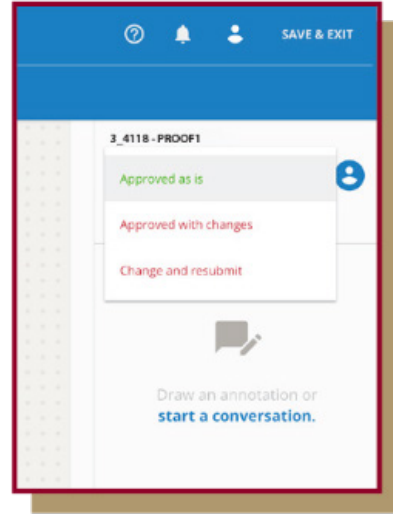 SAVE & EXIT
3_4118 - PROOF1
Approved as is
Approved with changes
Change and resubmit
Draw an annotation or
start a conversation.